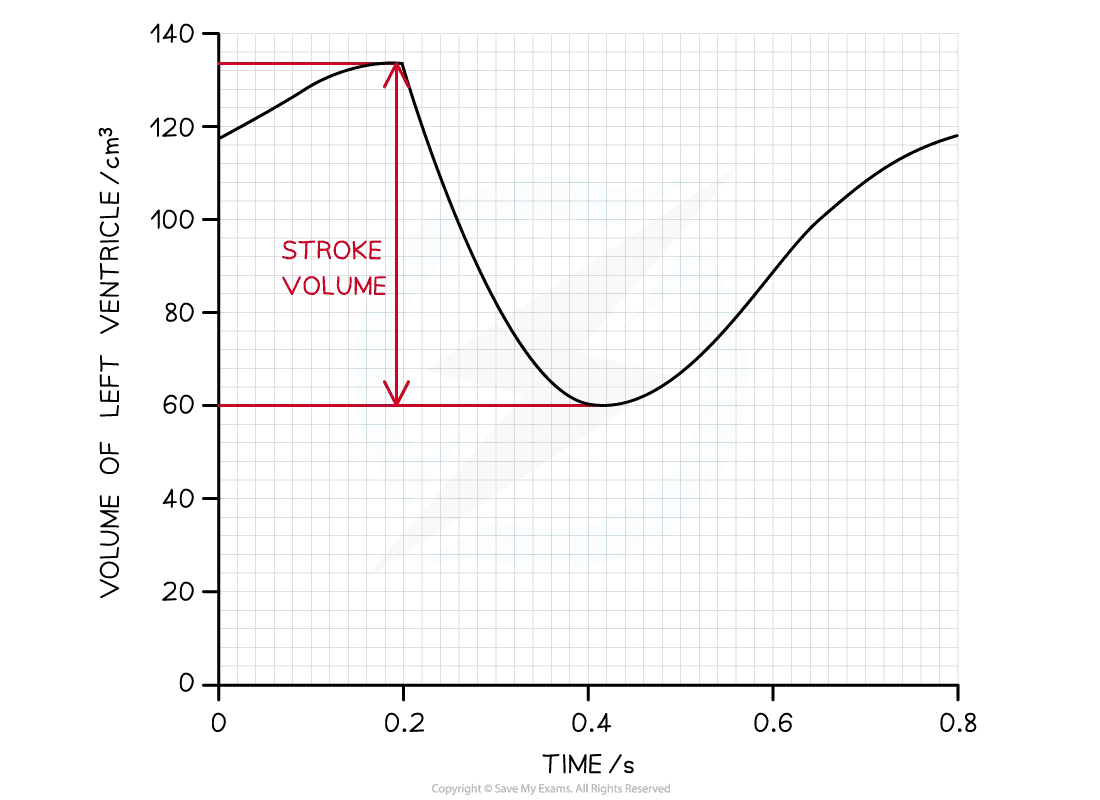 VOLUME OF LEFT VENTRICLE /cm³
140
120
100
80
60
40
20
0
STROKE
VOLUME
0 0.2 0.4 0.6 0.8
TIME /s
Copyright © Save My Exams. All Rights Reserved